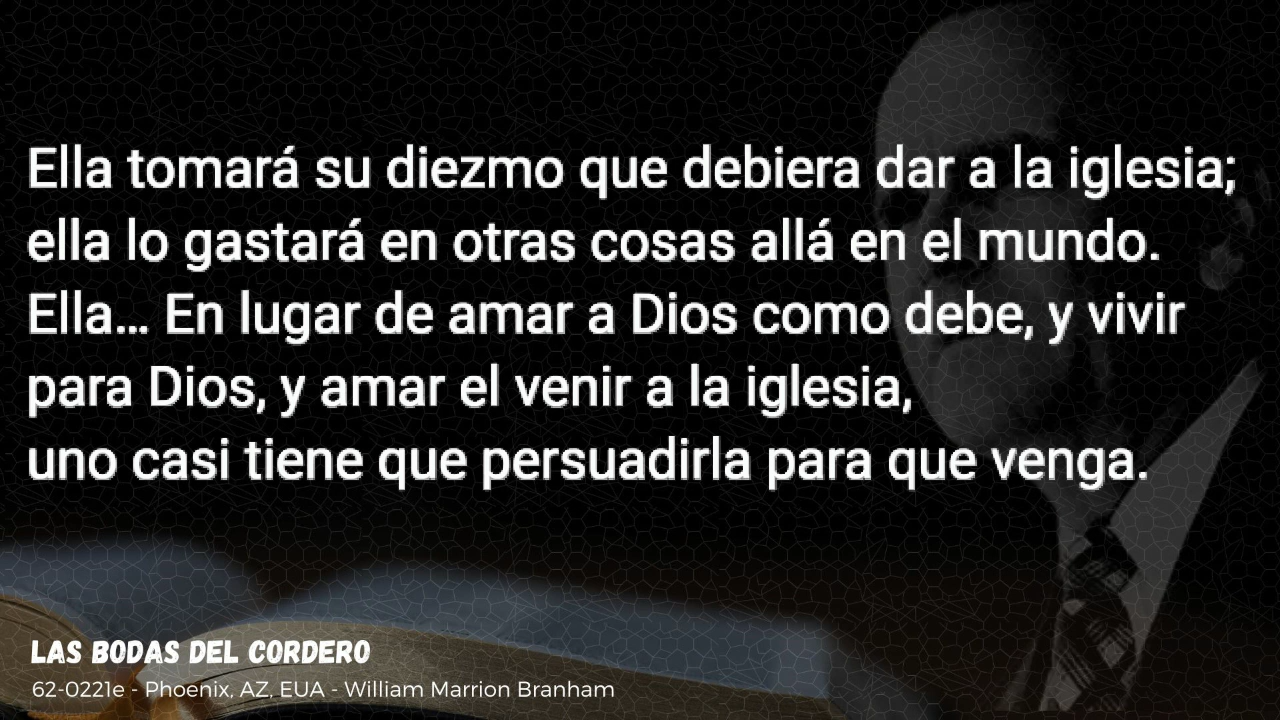 Ella tomará su diezmo que debiera dar a la iglesia;
ella lo gastará en otras cosas allá en el mundo.
Ella... En lugar de amar a Dios como debe, y vivir
para Dios, y amar el venir a la iglesia,
uno casi tiene que persuadirla para que venga.
LAS BODAS DEL CORDERO
62-0221e - Phoenix, AZ, EUA - William Marrion Branham